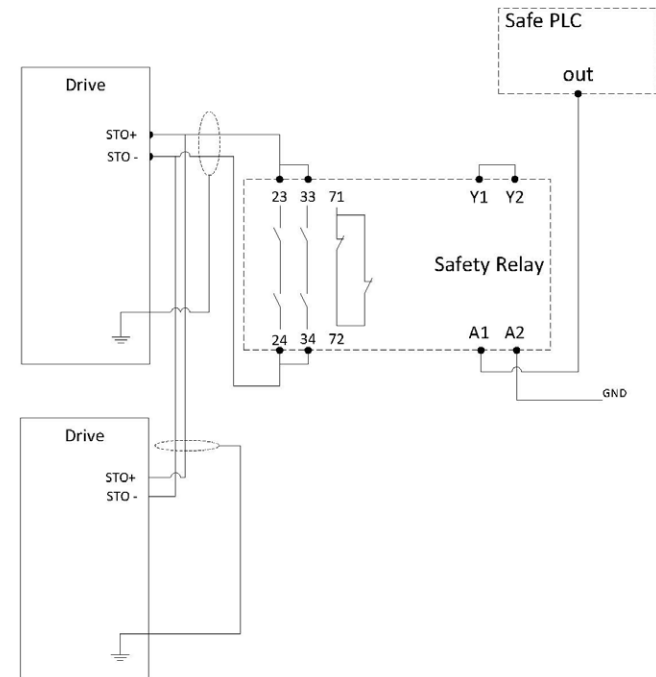 Safe PLC
out
Drive
STO+
STO -
23 33 71
Y1 Y2
Safety Relay
24 34 72
A1 A2
GND
Drive
STO+
STO -